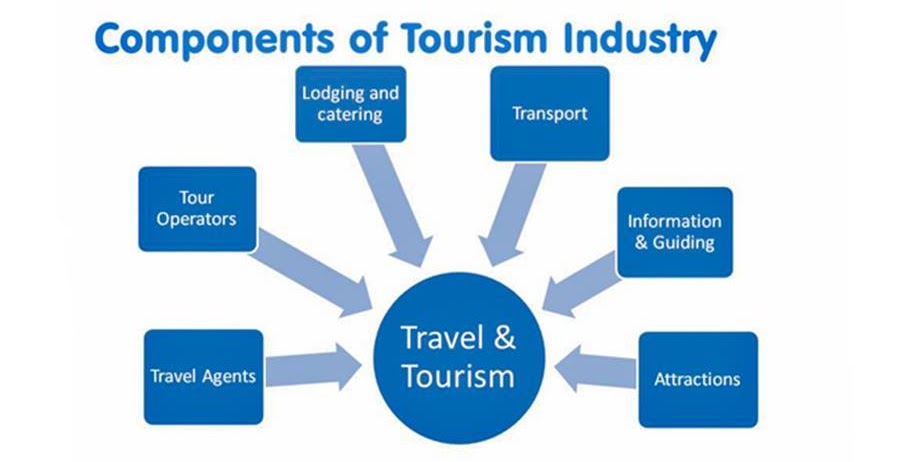 Components of Tourism Industry
Lodging and
catering
Transport
Tour
Operators
Information
& Guiding
Travel &
Tourism
Travel Agents
Attractions